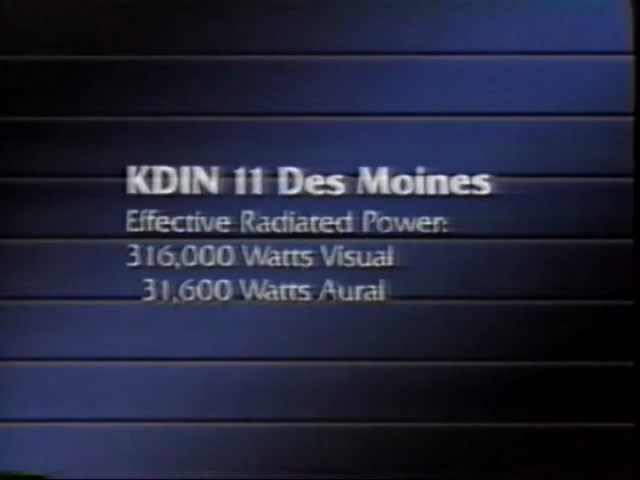 KDIN 11 Des Moines
Effective Radiated Power:
316,000 Watts Visual
31,600 Watts Aural